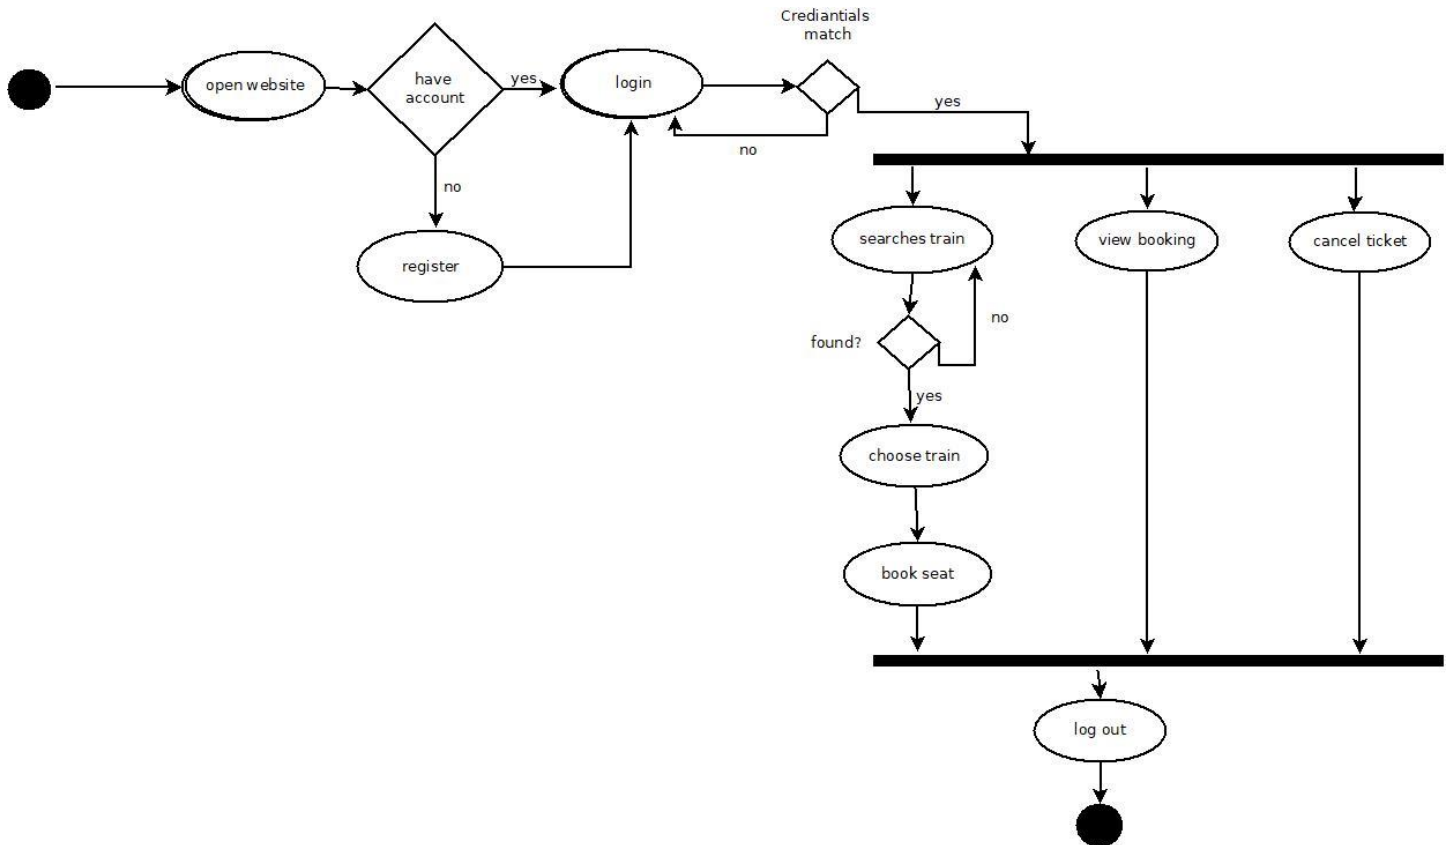 Crediantials
match
open website
have
account
yes
login
yes
no
no
register
searches train
view booking
cancel ticket
no
found?
yes
choose train
book seat
log out